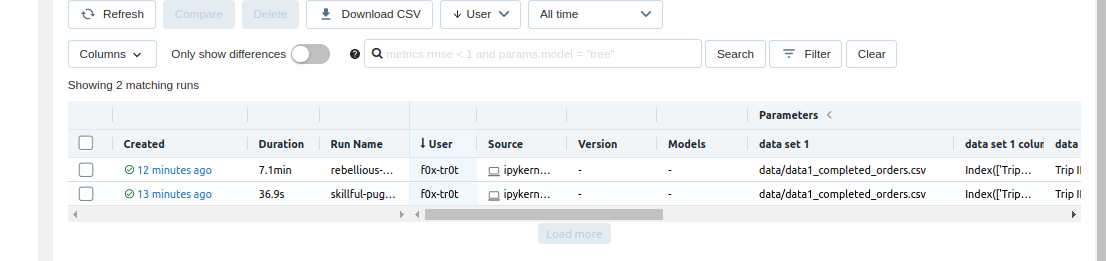 Refresh Compare Delete Download CSV User All time
Columns Only show differences metrics.rmse < 1 and params.model = "tree" Search Filter Clear
Showing 2 matching runs
Parameters
Created Duration Run Name User Source Version Models data set 1 data set 1 colur data
12 minutes ago 7.1min rebellious-... f0x-tr0t ipykern... - - data/data1_completed_orders.csv Index(['Trip... Trip I
13 minutes ago 36.9s skillful-pug... f0x-tr0t ipykern... - - data/data1_completed_orders.csv Index(['Trip... Trip I
Load more